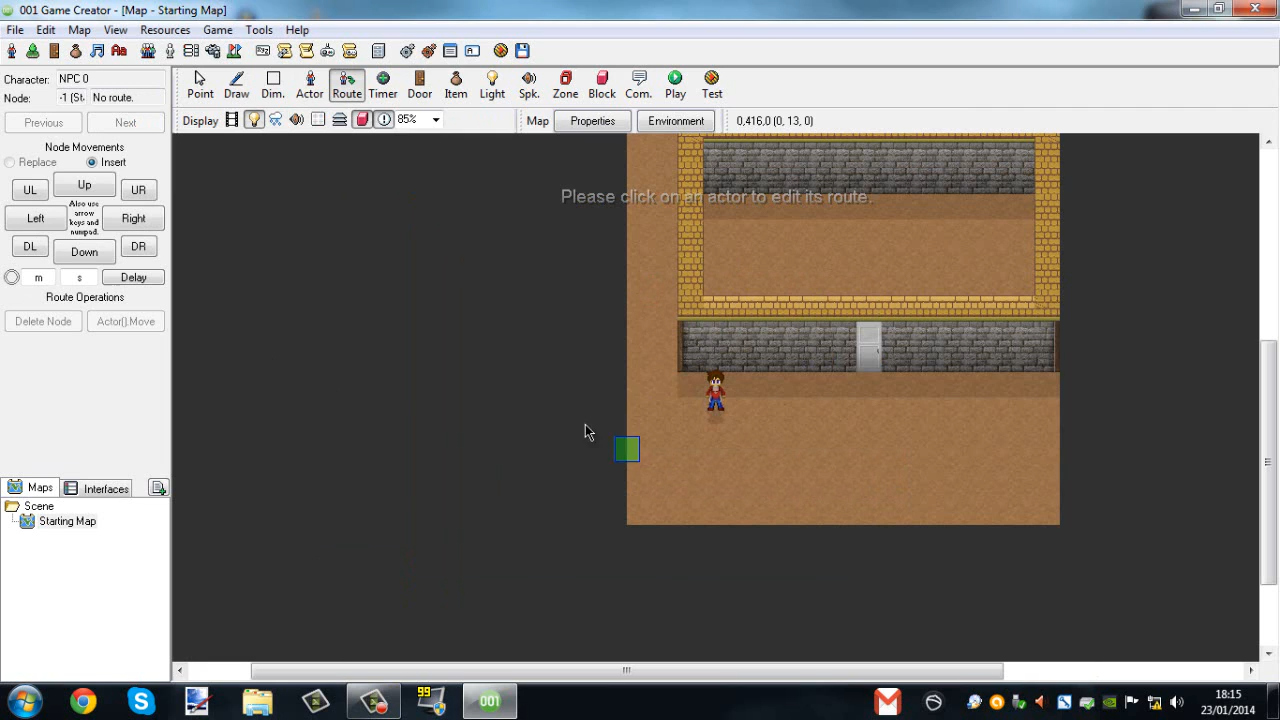 001 Game Creator - [Map - Starting Map]
File Edit Map View Resources Game Tools Help
Character: NPC 0
Node: -1 (St No route.
Previous Next
Node Movements
Replace Insert
UL Up UR
Left Also use arrow keys and numpad. Right
DL Down DR
m s Delay
Route Operations
Delete Node Actor().Move
Point Draw Dim. Actor Route Timer Door Item Light Spk. Zone Block Com. Play Test
Display 85% Map Properties Environment 0,416,0 (0, 13, 0)
Please click on an actor to edit its route.
Maps Interfaces
Scene
Starting Map
99
001
18:15
23/01/2014